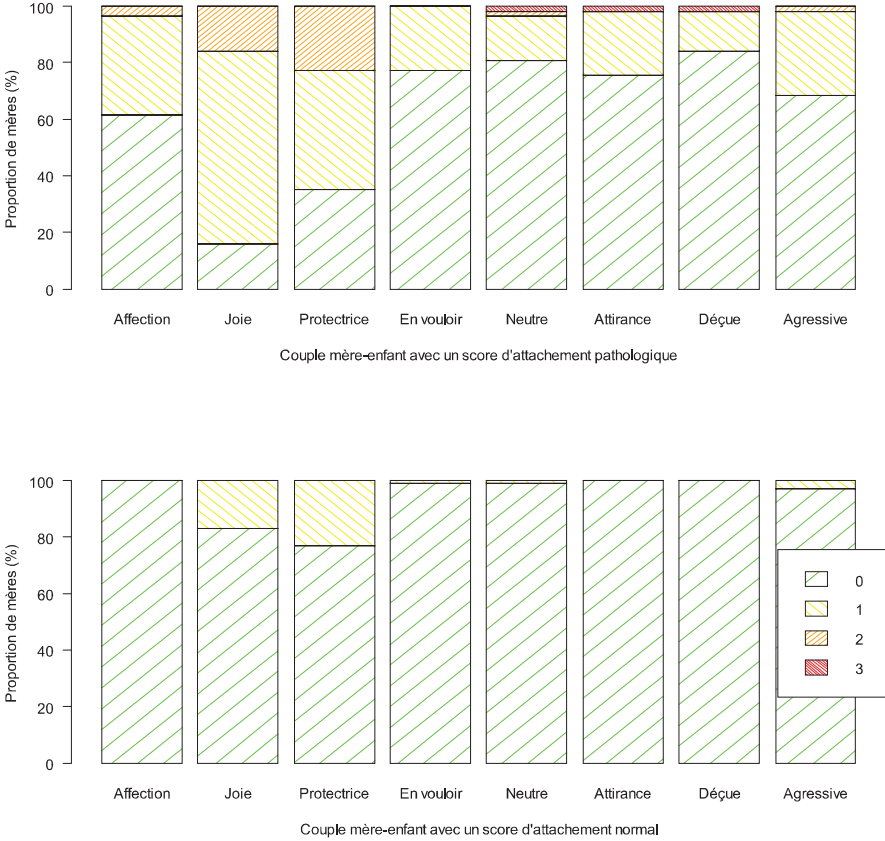 Proportion de mères (%)
100
80
60
40
20
0
Affection Joie Protectrice En vouloir Neutre Attirance Déçue Agressive
Couple mère-enfant avec un score d'attachement pathologique
Proportion de mères (%)
100
80
60
40
20
0
0
1
2
3
Affection Joie Protectrice En vouloir Neutre Attirance Déçue Agressive
Couple mère-enfant avec un score d'attachement normal